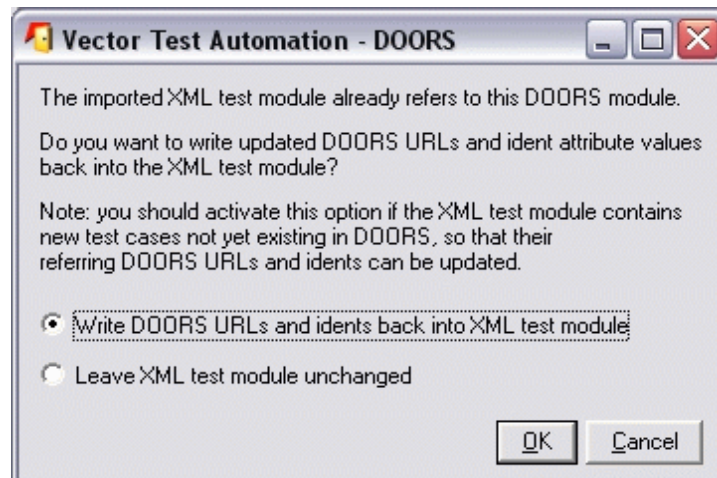 Vector Test Automation - DOORS
The imported XML test module already refers to this DOORS module.
Do you want to write updated DOORS URLs and ident attribute values
back into the XML test module?
Note: you should activate this option if the XML test module contains
new test cases not yet existing in DOORS, so that their
referring DOORS URLs and idents can be updated.
Write DOORS URLs and idents back into XML test module
Leave XML test module unchanged
OK Cancel